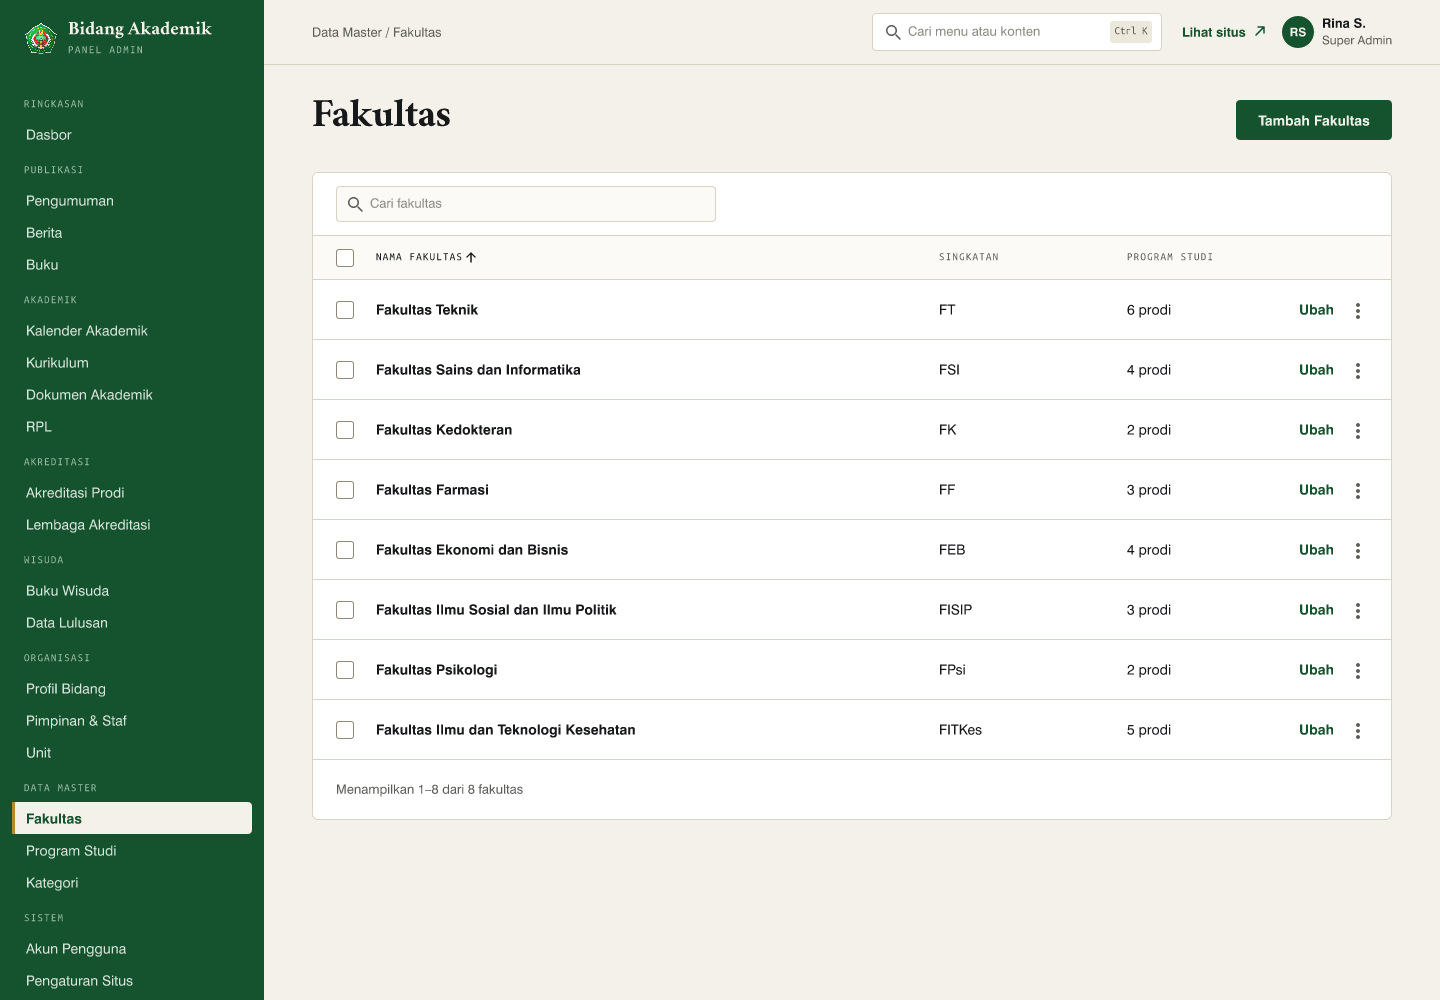 Bidang Akademik
PANEL ADMIN
RINGKASAN
Dasbor
PUBLIKASI
Pengumuman
Berita
Buku
AKADEMIK
Kalender Akademik
Kurikulum
Dokumen Akademik
RPL
AKREDITASI
Akreditasi Prodi
Lembaga Akreditasi
WISUDA
Buku Wisuda
Data Lulusan
ORGANISASI
Profil Bidang
Pimpinan & Staf
Unit
DATA MASTER
Fakultas
Program Studi
Kategori
SISTEM
Akun Pengguna
Pengaturan Situs
Data Master / Fakultas
Cari menu atau konten Ctrl K
Lihat situs
RS
Rina S.
Super Admin
Fakultas
Tambah Fakultas
Cari fakultas
NAMA FAKULTAS SINGKATAN PROGRAM STUDI
Fakultas Teknik FT 6 prodi Ubah
Fakultas Sains dan Informatika FSI 4 prodi Ubah
Fakultas Kedokteran FK 2 prodi Ubah
Fakultas Farmasi FF 3 prodi Ubah
Fakultas Ekonomi dan Bisnis FEB 4 prodi Ubah
Fakultas Ilmu Sosial dan Ilmu Politik FISIP 3 prodi Ubah
Fakultas Psikologi FPsi 2 prodi Ubah
Fakultas Ilmu dan Teknologi Kesehatan FITKes 5 prodi Ubah
Menampilkan 1–8 dari 8 fakultas